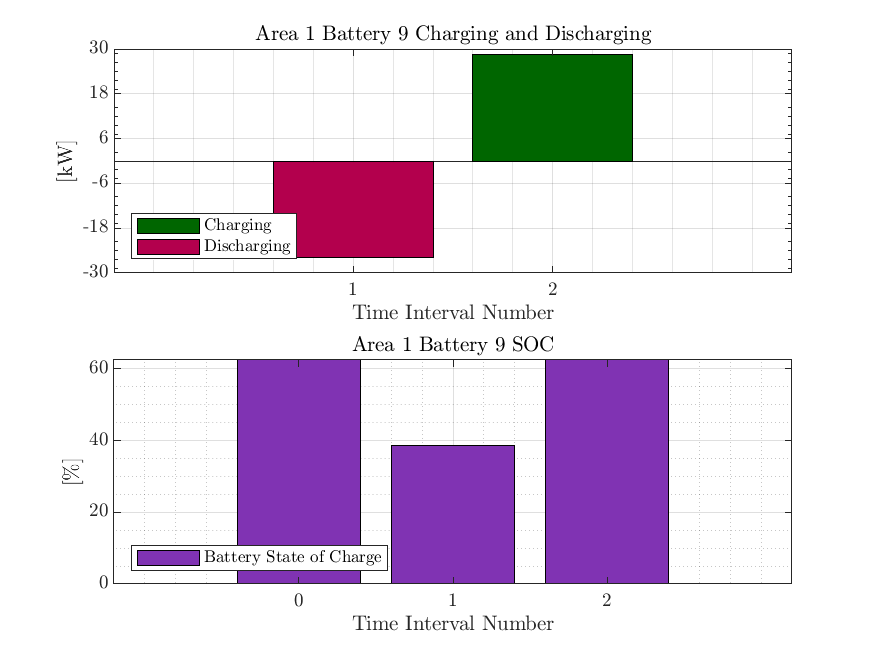 Area 1 Battery 9 Charging and Discharging
30
18
6
-6
-18
-30
[kW]
Charging
Discharging
1 2
Time Interval Number
Area 1 Battery 9 SOC
60
40
20
0
[%]
Battery State of Charge
0 1 2
Time Interval Number